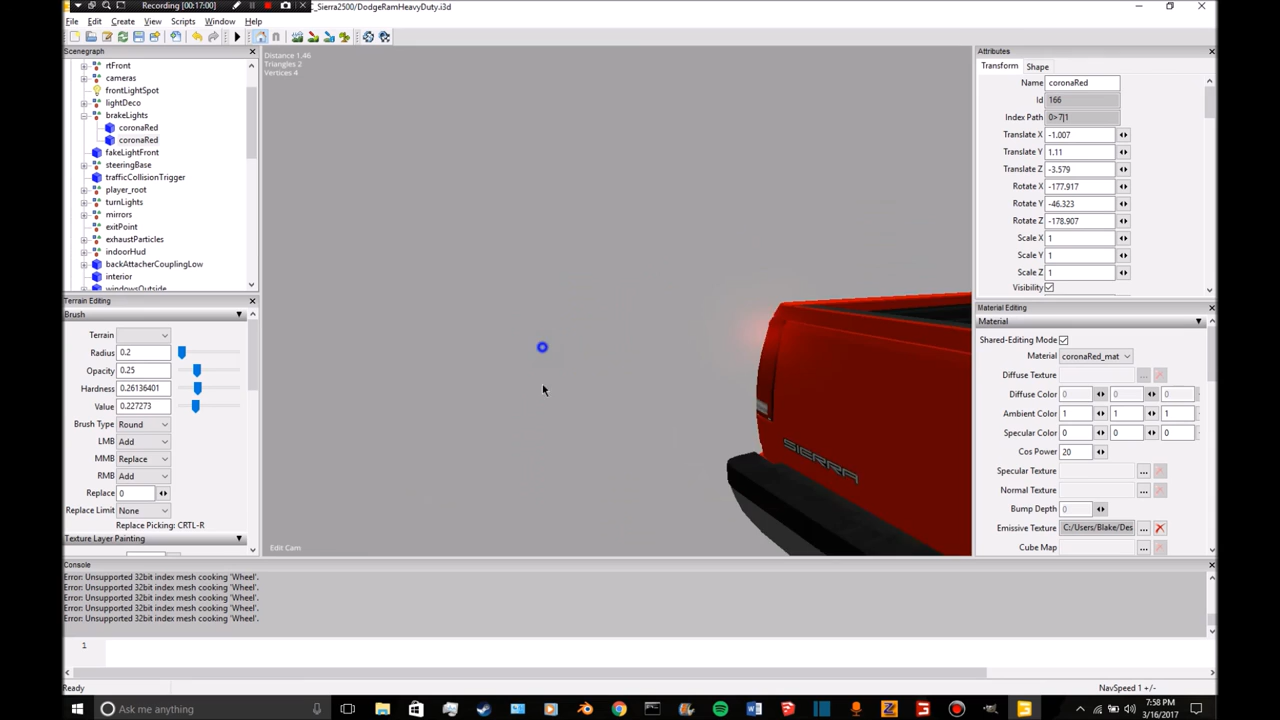 Recording [00:17:00]
C_Sierra2500/DodgeRamHeavyDuty.i3d
File Edit Create View Scripts Window Help
Scenegraph
rtFront
cameras
frontLightSpot
lightDeco
brakeLights
coronaRed
coronaRed
fakeLightFront
steeringBase
trafficCollisionTrigger
player_root
turnLights
mirrors
exitPoint
exhaustParticles
indoorHud
backAttacherCouplingLow
interior
windowsOutside
Terrain Editing
Brush
Terrain
Radius 0.2
Opacity 0.25
Hardness 0.26136401
Value 0.227273
Brush Type Round
LMB Add
MMB Replace
RMB Add
Replace 0
Replace Limit None
Replace Picking: CRTL-R
Texture Layer Painting
Distance 1.46
Triangles 2
Vertices 4
SIERRA
Edit Cam
Attributes
Transform Shape
Name coronaRed
Id 166
Index Path 0>7|1
Translate X -1.007
Translate Y 1.11
Translate Z -3.579
Rotate X -177.917
Rotate Y -46.323
Rotate Z -178.907
Scale X 1
Scale Y 1
Scale Z 1
Visibility
Material Editing
Material
Shared-Editing Mode
Material coronaRed_mat
Diffuse Texture ...
Diffuse Color 0 0 0
Ambient Color 1 1 1
Specular Color 0 0 0
Cos Power 20
Specular Texture ...
Normal Texture ...
Bump Depth 0
Emissive Texture C:/Users/Blake/Des ...
Cube Map ...
Console
Error: Unsupported 32bit index mesh cooking 'Wheel'.
Error: Unsupported 32bit index mesh cooking 'Wheel'.
Error: Unsupported 32bit index mesh cooking 'Wheel'.
Error: Unsupported 32bit index mesh cooking 'Wheel'.
Error: Unsupported 32bit index mesh cooking 'Wheel'.
1
Ready
NavSpeed 1 +/-
Ask me anything
7:58 PM
3/16/2017